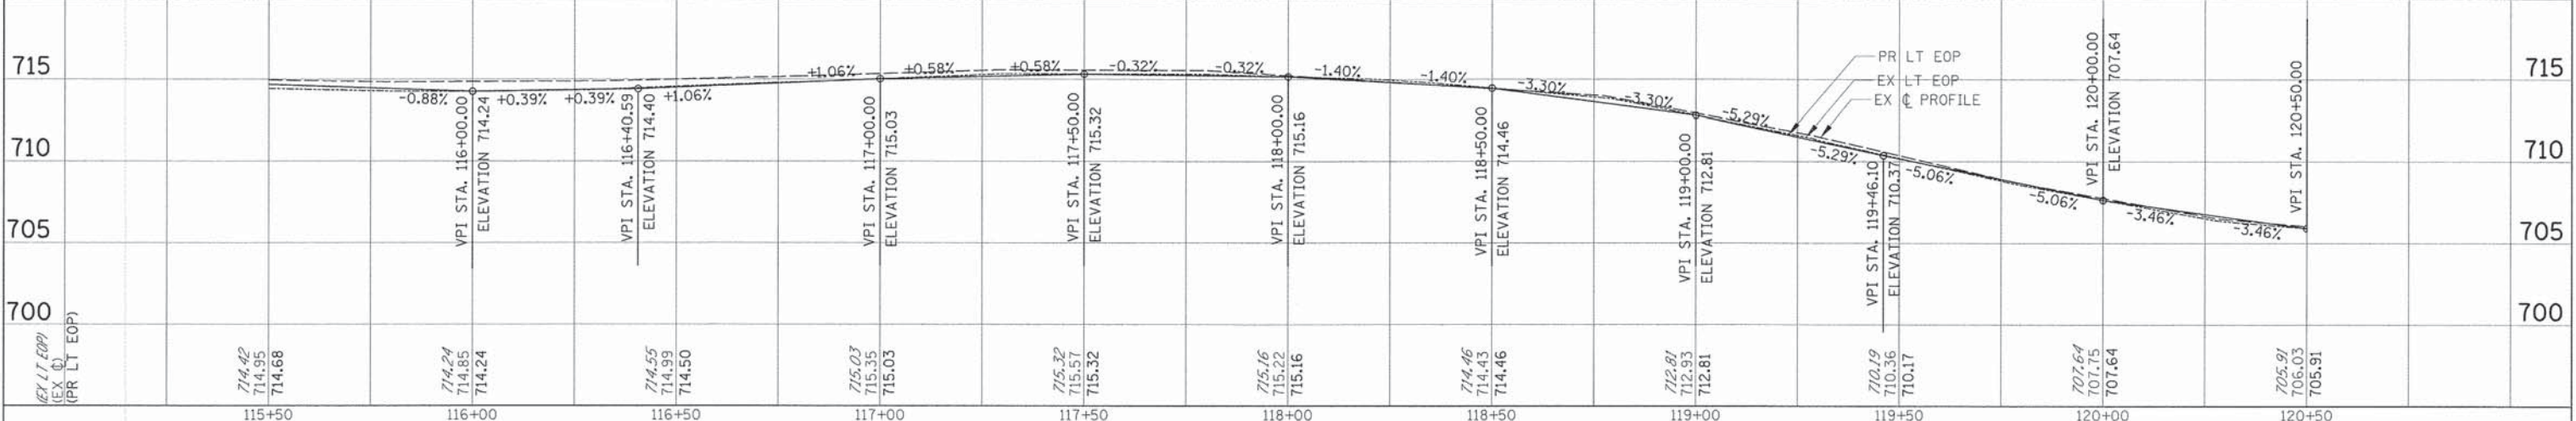 715
710
705
700
-0.88%
+0.39%
+0.39%
+1.06%
+1.06%
+0.58%
+0.58%
-0.32%
-0.32%
-1.40%
-1.40%
-3.30%
-3.30%
-5.29%
-5.29%
-5.06%
-5.06%
-3.46%
-3.46%
PR LT EOP
EX LT EOP
EX ℄ PROFILE
VPI STA. 116+00.00
ELEVATION 714.24
VPI STA. 116+40.59
ELEVATION 714.40
VPI STA. 117+00.00
ELEVATION 715.03
VPI STA. 117+50.00
ELEVATION 715.32
VPI STA. 118+00.00
ELEVATION 715.16
VPI STA. 118+50.00
ELEVATION 714.46
VPI STA. 119+00.00
ELEVATION 712.81
VPI STA. 119+46.10
ELEVATION 710.37
VPI STA. 120+00.00
ELEVATION 707.64
VPI STA. 120+50.00
715
710
705
700
(EX LT EOP)
(EX ℄)
(PR LT EOP)
714.42
714.95
714.68
714.24
714.85
714.24
714.55
714.99
714.50
715.03
715.35
715.03
715.32
715.57
715.32
715.16
715.22
715.16
714.46
714.43
714.46
712.81
712.93
712.81
710.19
710.36
710.17
707.64
707.75
707.64
705.91
706.03
705.91
115+50
116+00
116+50
117+00
117+50
118+00
118+50
119+00
119+50
120+00
120+50